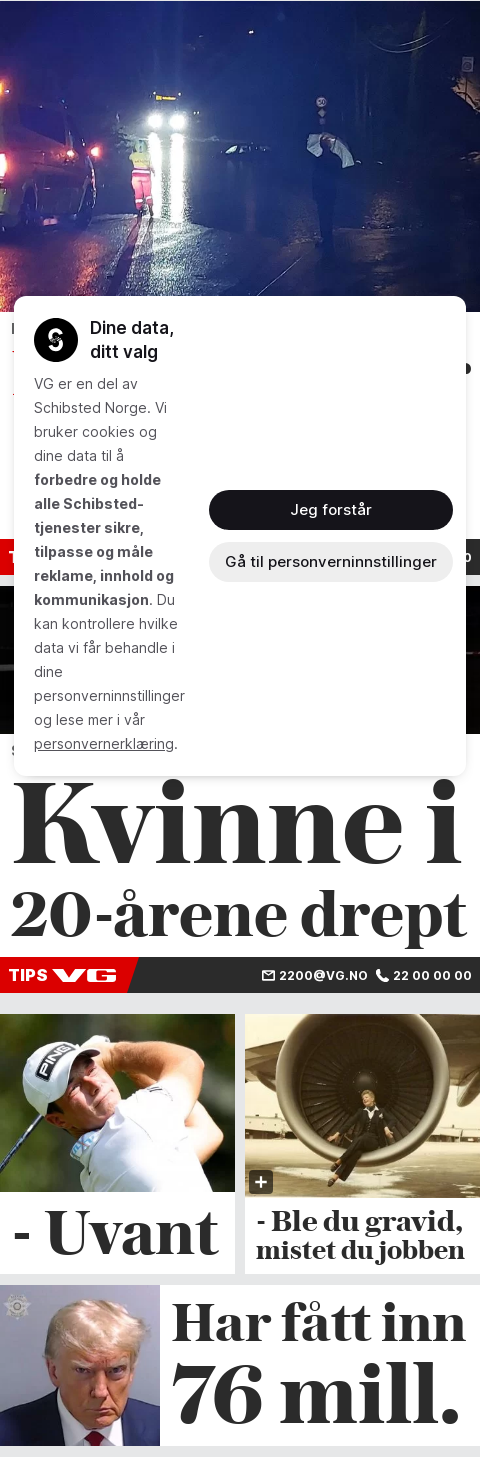 50
Dine data,
ditt valg
VG er en del av
Schibsted Norge. Vi
bruker cookies og
dine data til å
forbedre og holde
alle Schibsted-
tjenester sikre,
tilpasse og måle
reklame, innhold og
kommunikasjon. Du
kan kontrollere hvilke
data vi får behandle i
dine
personverninnstillinger
og lese mer i vår
personvernerklæring.
Jeg forstår
Gå til personverninnstillinger
Kvinne i
20-årene drept
TIPS VG 2200@VG.NO 22 00 00 00
PING
- Uvant
- Ble du gravid,
mistet du jobben
Har fått inn
76 mill.